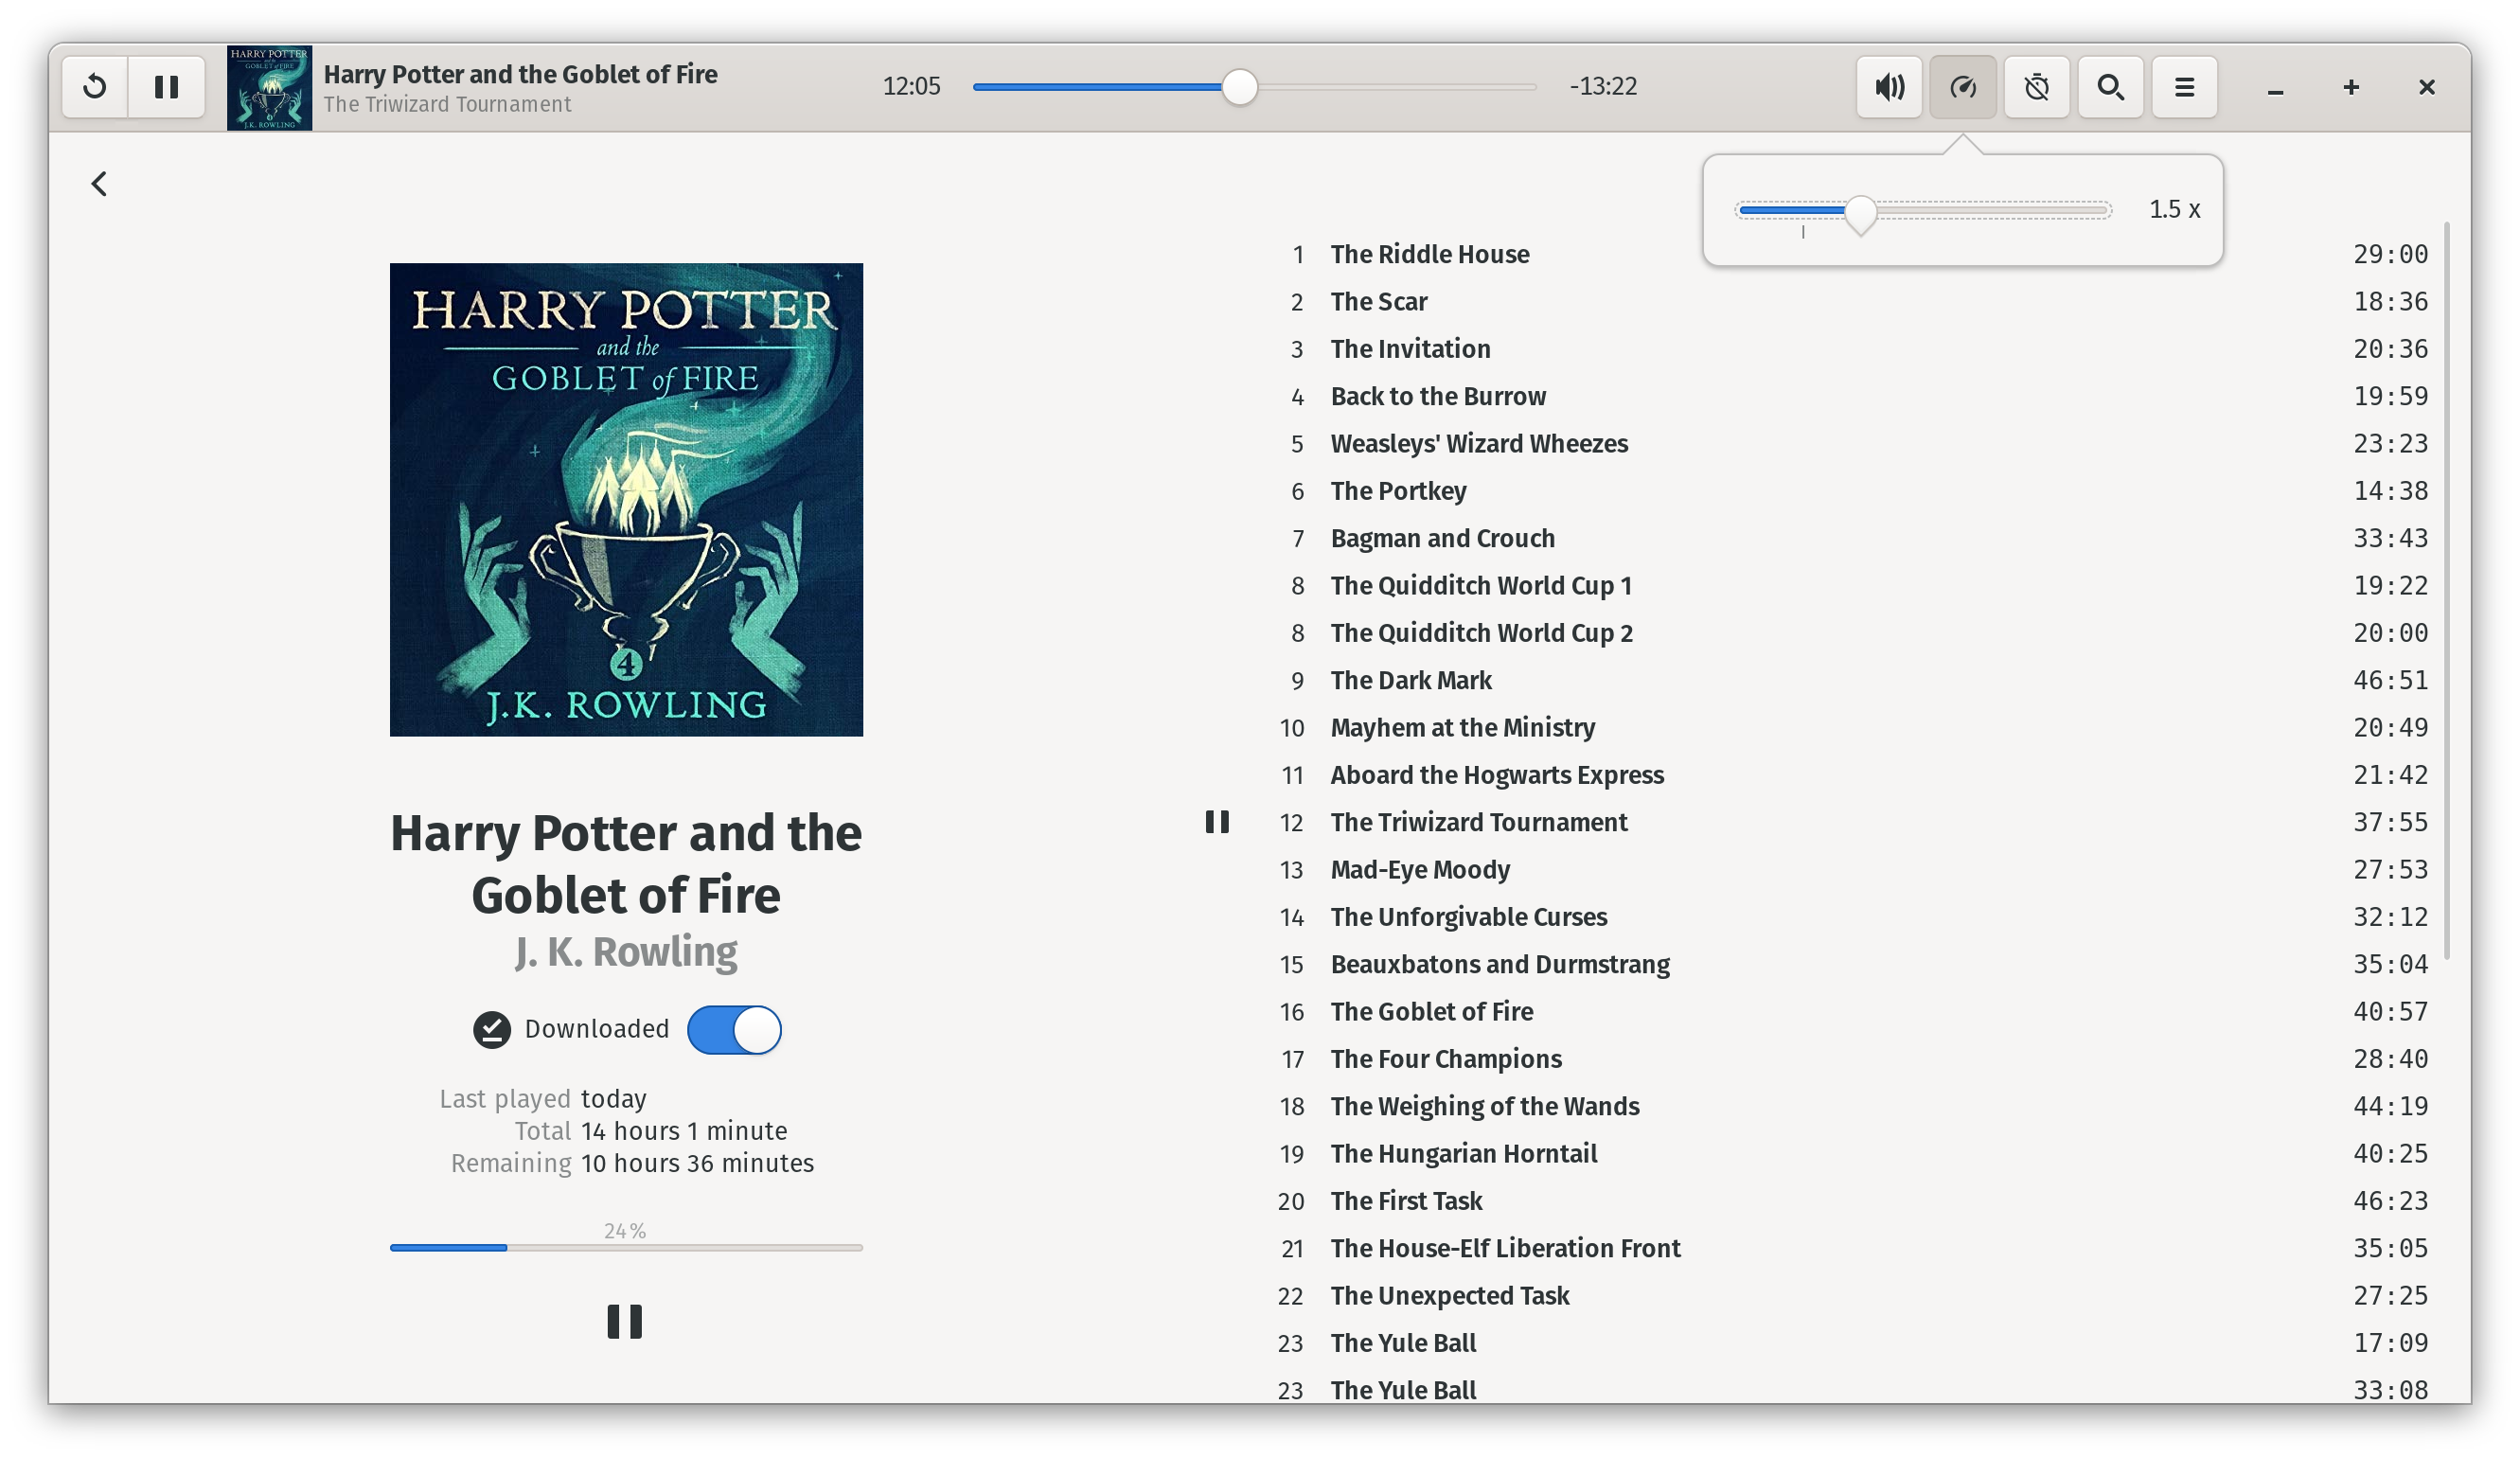 HARRY POTTER
and the
GOBLET of FIRE
J.K. ROWLING
Harry Potter and the Goblet of Fire
The Triwizard Tournament
12:05
-13:22
1.5 x
HARRY POTTER
and the
GOBLET of FIRE
4
J.K. ROWLING
Harry Potter and the
Goblet of Fire
J. K. Rowling
Downloaded
Last played today
Total 14 hours 1 minute
Remaining 10 hours 36 minutes
24%
1 The Riddle House 29:00
2 The Scar 18:36
3 The Invitation 20:36
4 Back to the Burrow 19:59
5 Weasleys' Wizard Wheezes 23:23
6 The Portkey 14:38
7 Bagman and Crouch 33:43
8 The Quidditch World Cup 1 19:22
8 The Quidditch World Cup 2 20:00
9 The Dark Mark 46:51
10 Mayhem at the Ministry 20:49
11 Aboard the Hogwarts Express 21:42
12 The Triwizard Tournament 37:55
13 Mad-Eye Moody 27:53
14 The Unforgivable Curses 32:12
15 Beauxbatons and Durmstrang 35:04
16 The Goblet of Fire 40:57
17 The Four Champions 28:40
18 The Weighing of the Wands 44:19
19 The Hungarian Horntail 40:25
20 The First Task 46:23
21 The House-Elf Liberation Front 35:05
22 The Unexpected Task 27:25
23 The Yule Ball 17:09
23 The Yule Ball 33:08